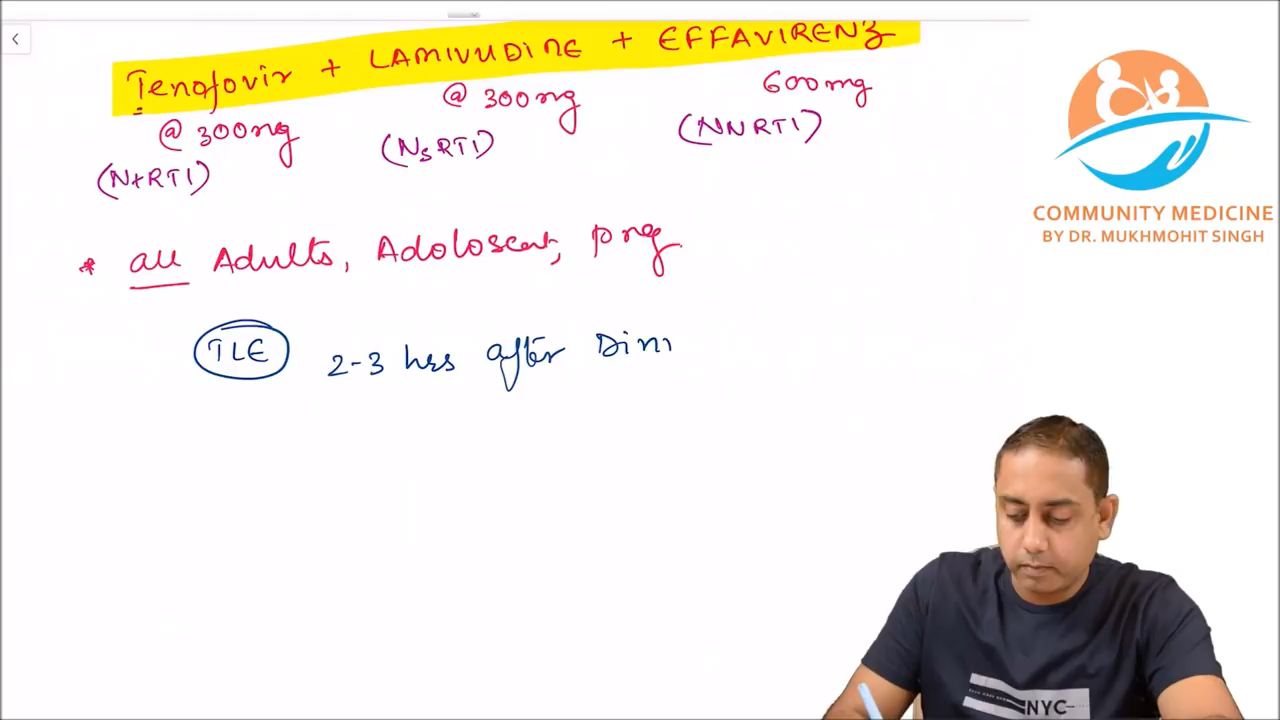 Tenofovir + LAMIVUDINE + EFFAVIRENZ
@ 300mg @ 300mg 600mg
(NtRTI) (NsRTI) (NNRTI)
* all Adults, Adoloscent, preg.
TLE 2-3 hrs after Dinn
COMMUNITY MEDICINE
BY DR. MUKHMOHIT SINGH
NYC